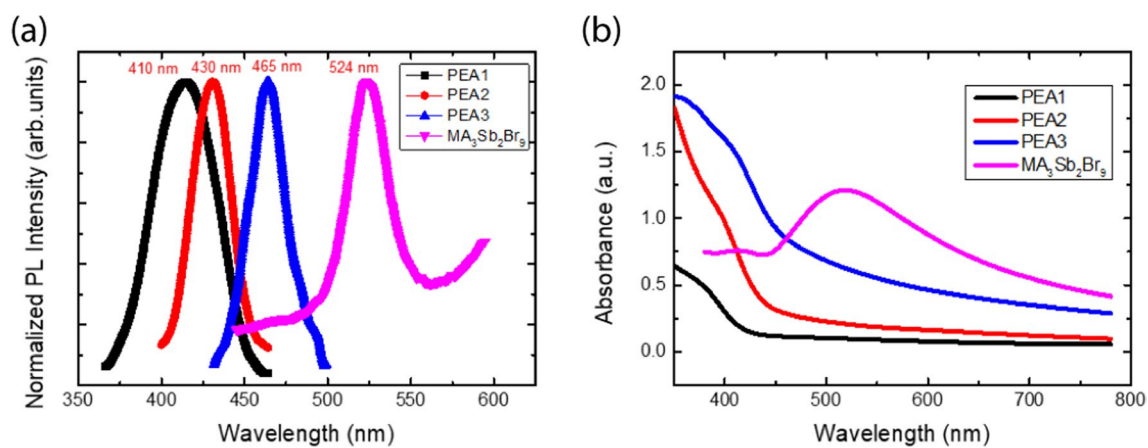 (a)
Normalized PL Intensity (arb.units)
410 nm 430 nm 465 nm 524 nm
PEA1
PEA2
PEA3
MA₃Sb₂Br₉
350 400 450 500 550 600
Wavelength (nm)
(b)
Absorbance (a.u.)
2.0
1.5
1.0
0.5
0.0
PEA1
PEA2
PEA3
MA₃Sb₂Br₉
400 500 600 700 800
Wavelength (nm)